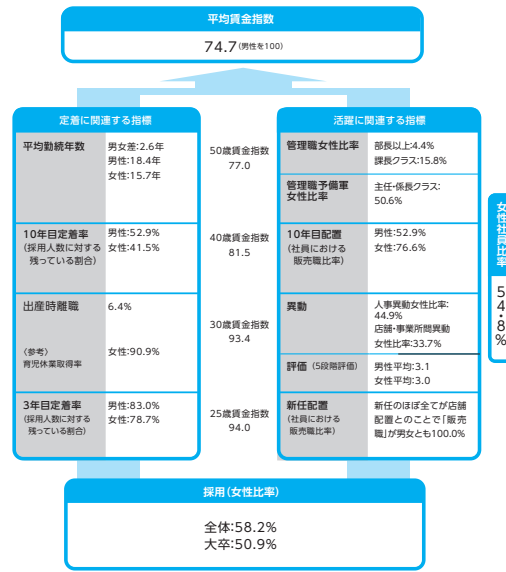 平均賃金指数
74.7(男性を100)
定着に関連する指標
平均勤続年数
男女差:2.6年
男性:18.4年
女性:15.7年
10年目定着率
(採用人数に対する
残っている割合)
男性:52.9%
女性:41.5%
出産時離職
6.4%
〈参考〉
育児休業取得率
女性:90.9%
3年目定着率
(採用人数に対する
残っている割合)
男性:83.0%
女性:78.7%
50歳賃金指数
77.0
40歳賃金指数
81.5
30歳賃金指数
93.4
25歳賃金指数
94.0
活躍に関連する指標
管理職女性比率
部長以上:4.4%
課長クラス:15.8%
管理職予備軍
女性比率
主任・係長クラス:
50.6%
10年目配置
(社員における
販売職比率)
男性:52.9%
女性:76.6%
異動
人事異動女性比率:
44.9%
店舗・事業所間異動
女性比率:33.7%
評価(5段階評価)
男性平均:3.1
女性平均:3.0
新任配置
(社員における
販売職比率)
新任のほぼ全てが店舗
配置とのことで「販売
職」が男女とも100.0%
女性社員比率
54・8%
採用(女性比率)
全体:58.2%
大卒:50.9%